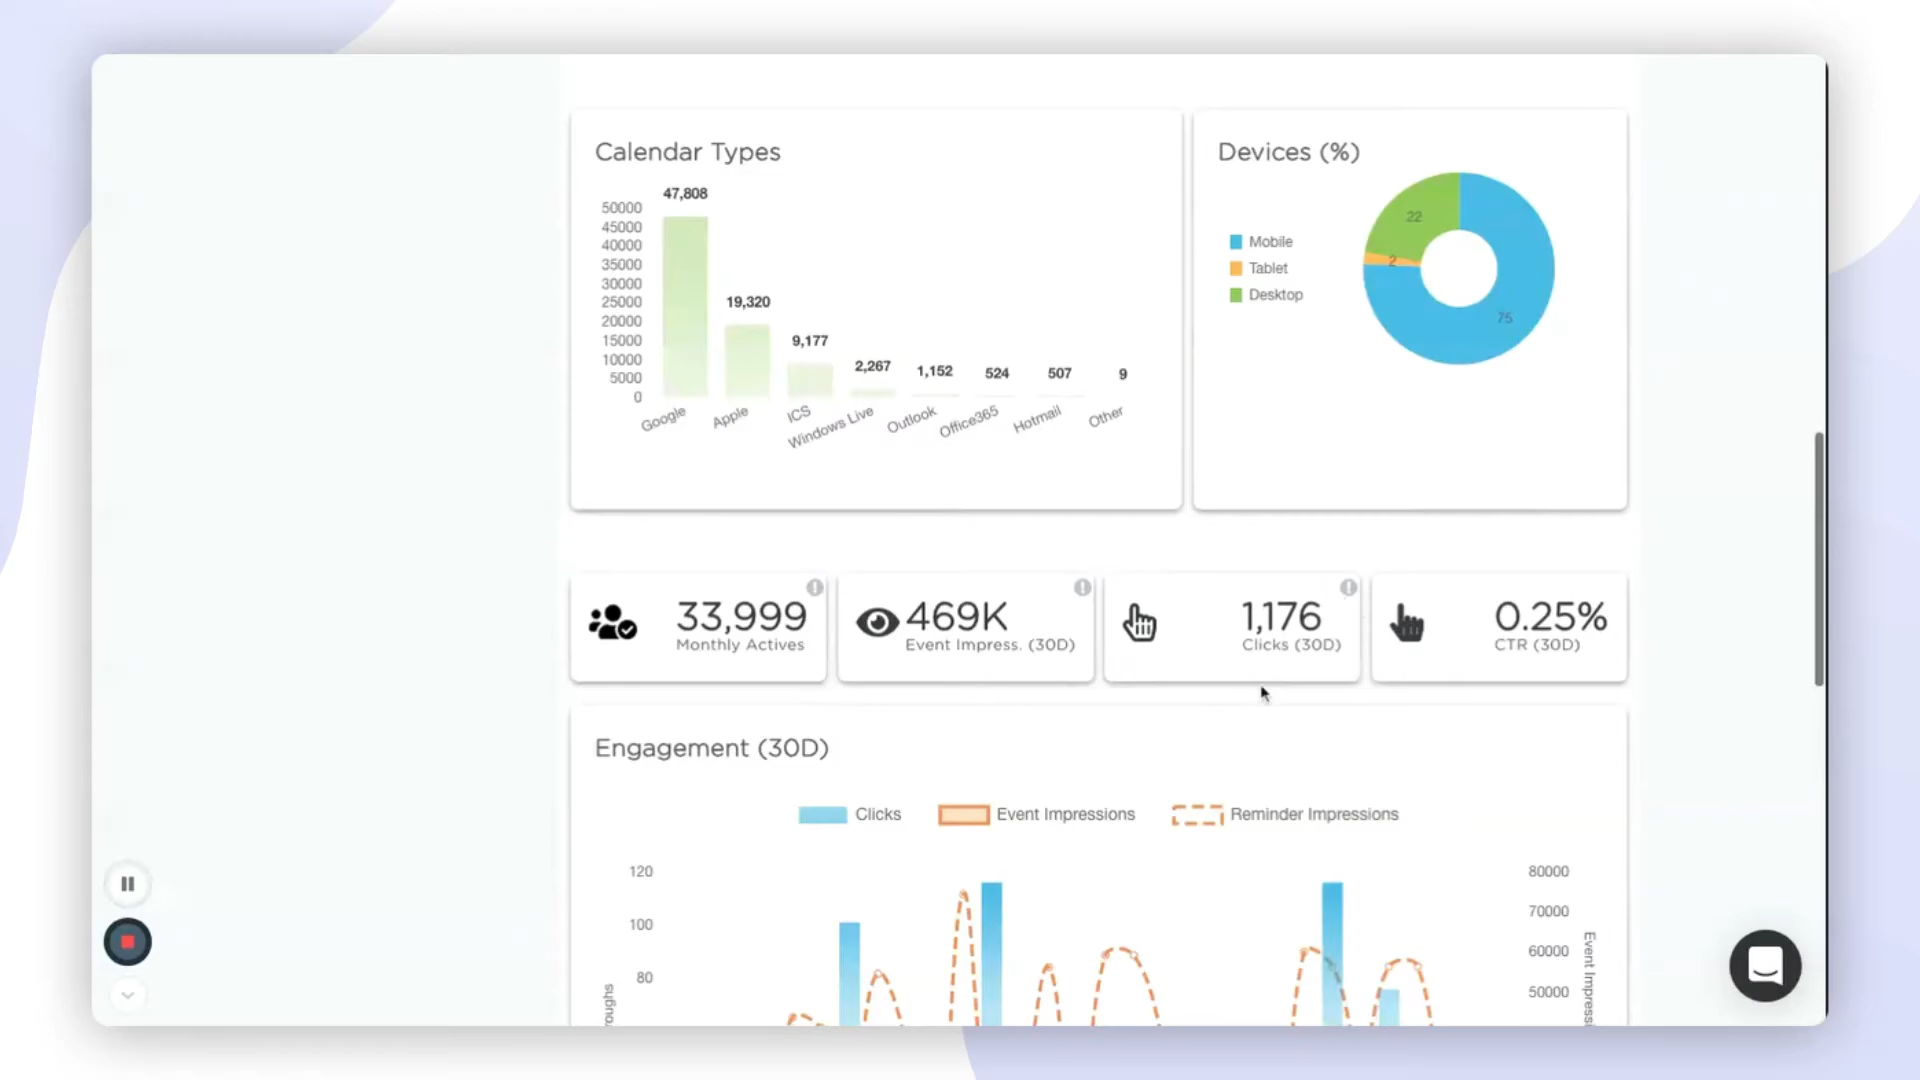 Calendar Types
47,808
50000
45000
40000
35000
30000
25000
20000
15000
10000
5000
0
19,320
9,177
2,267
1,152
524
507
9
Google
Apple
ICS
Windows Live
Outlook
Office365
Hotmail
Other
Devices (%)
Mobile
Tablet
Desktop
22
2
75
33,999
Monthly Actives
469K
Event Impress. (30D)
1,176
Clicks (30D)
0.25%
CTR (30D)
Engagement (30D)
Clicks
Event Impressions
Reminder Impressions
120
100
80
80000
70000
60000
50000